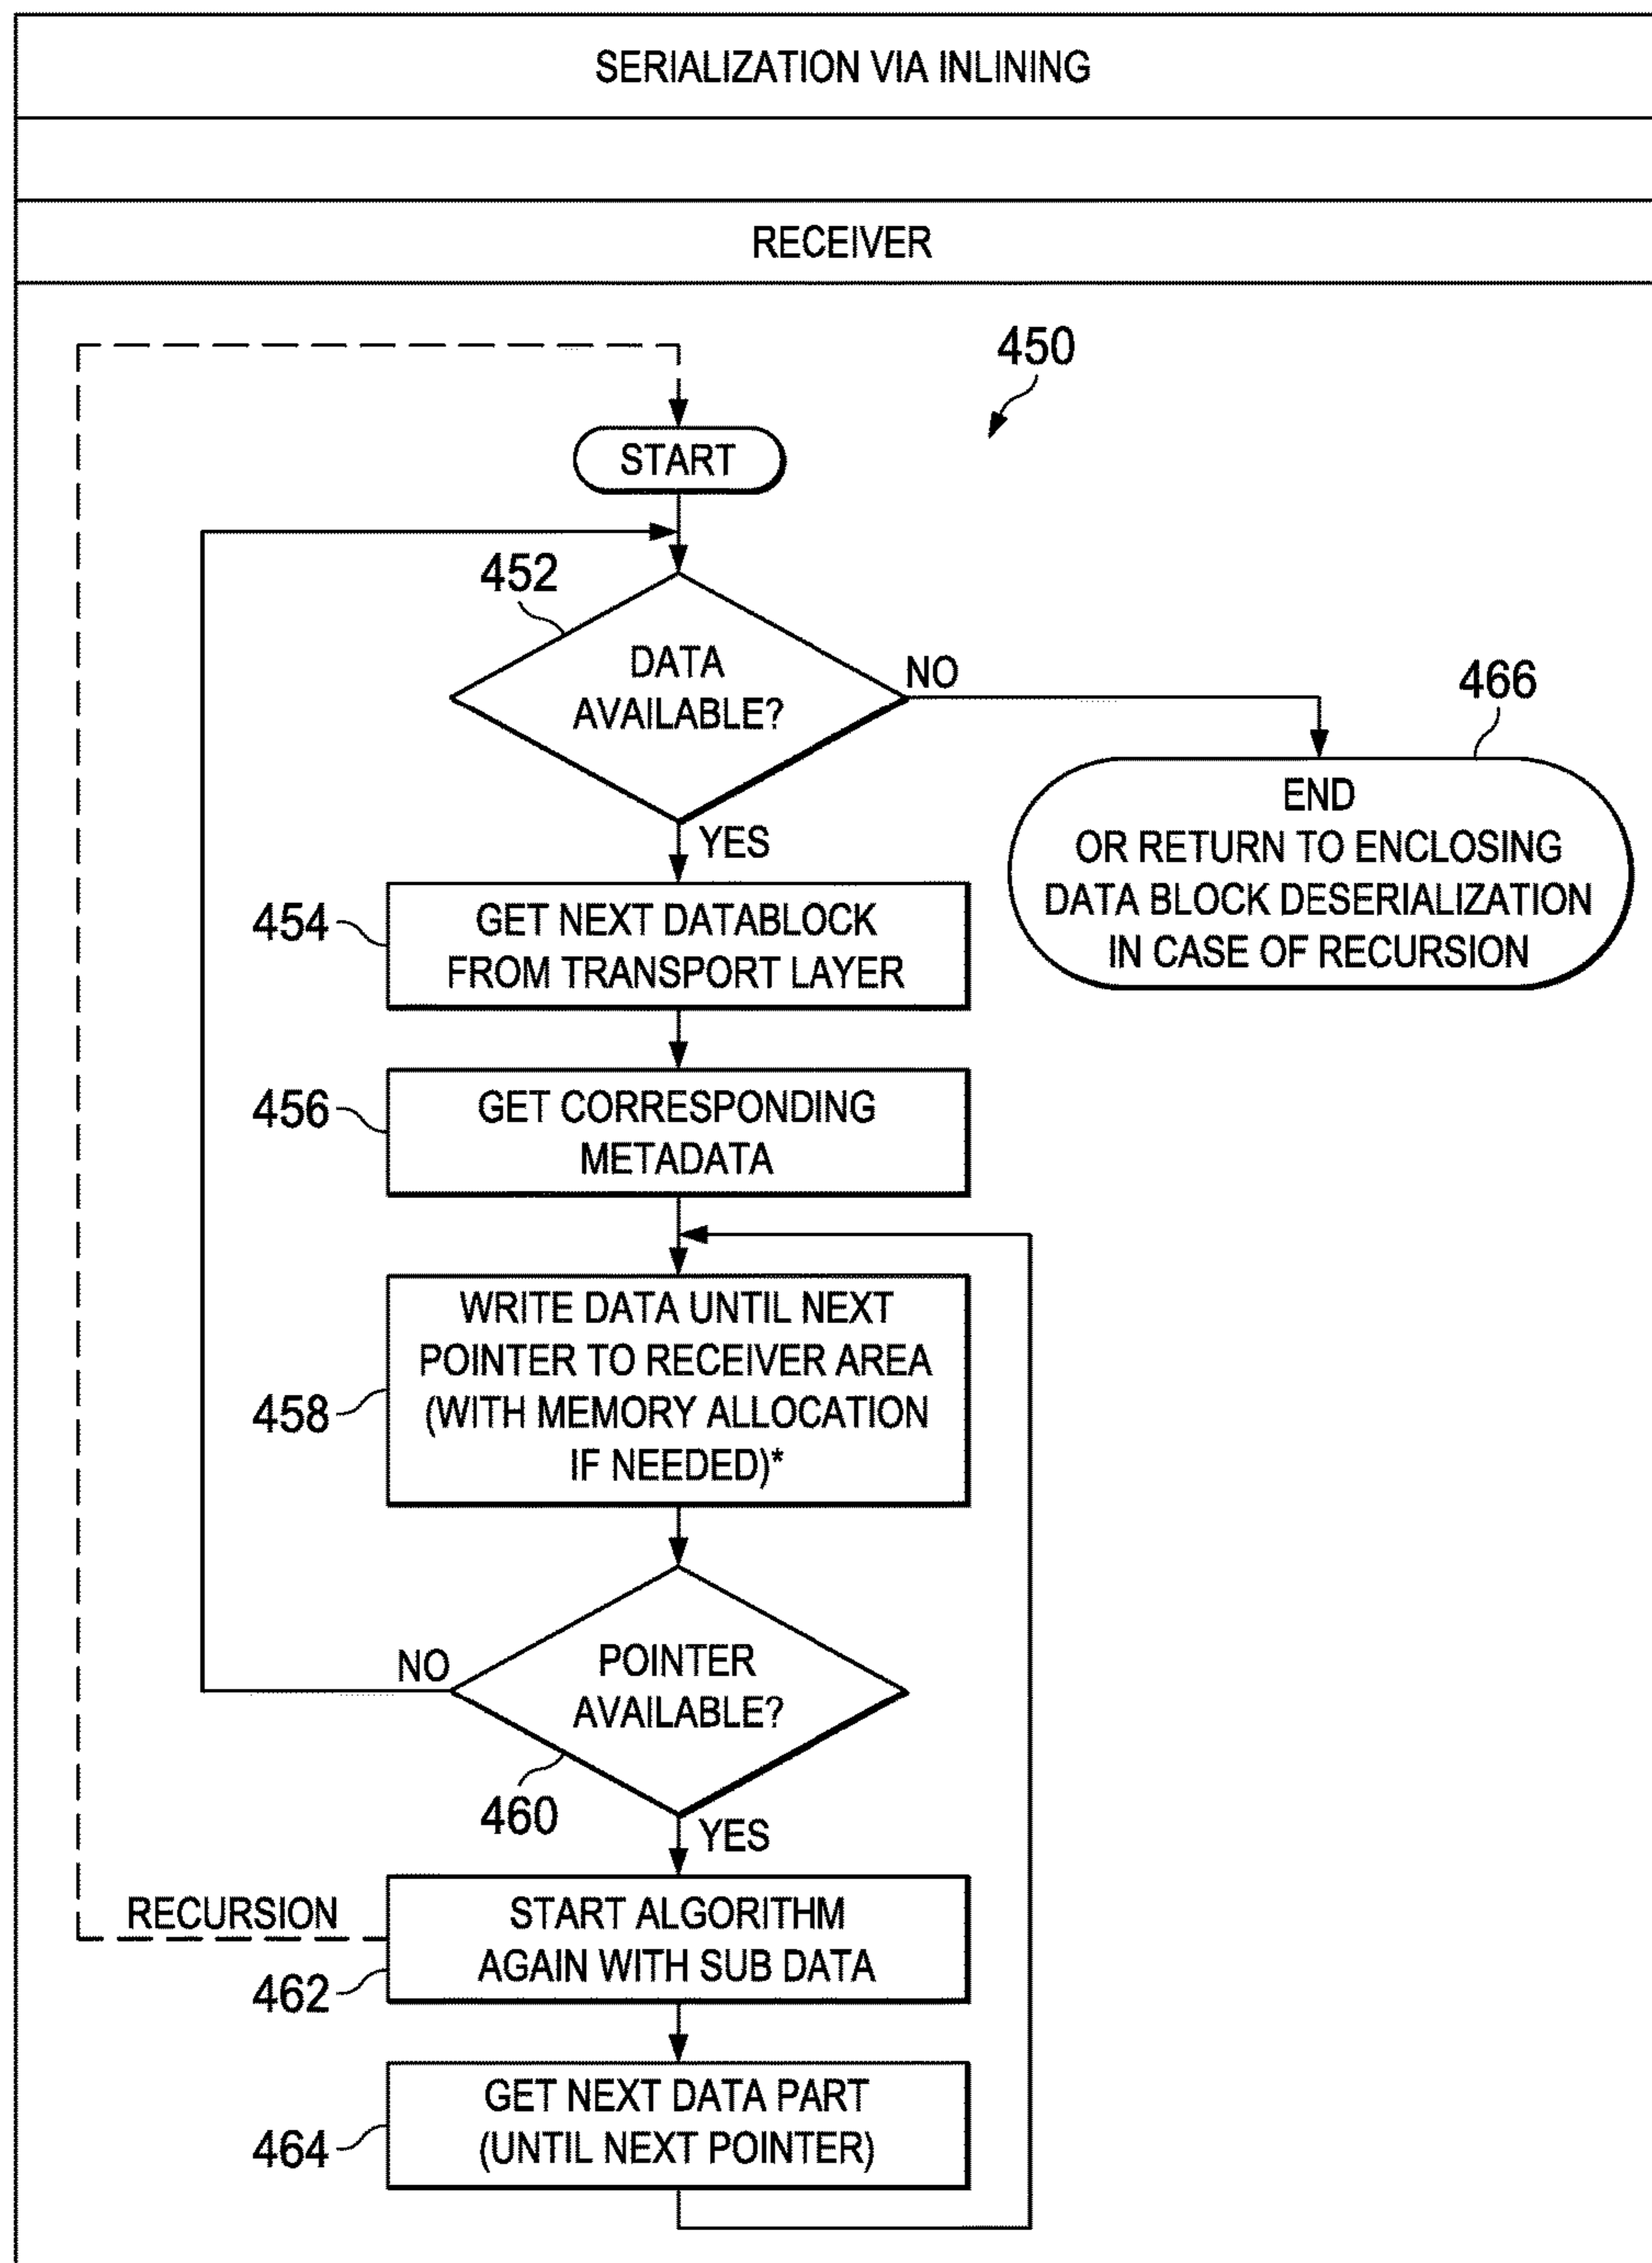 SERIALIZATION VIA INLINING
RECEIVER
450
START
452
DATA
AVAILABLE?
NO
466
END
OR RETURN TO ENCLOSING
DATA BLOCK DESERIALIZATION
IN CASE OF RECURSION
YES
454
GET NEXT DATABLOCK
FROM TRANSPORT LAYER
456
GET CORRESPONDING
METADATA
458
WRITE DATA UNTIL NEXT
POINTER TO RECEIVER AREA
(WITH MEMORY ALLOCATION
IF NEEDED)*
NO
POINTER
AVAILABLE?
460
YES
RECURSION
START ALGORITHM
AGAIN WITH SUB DATA
462
GET NEXT DATA PART
(UNTIL NEXT POINTER)
464